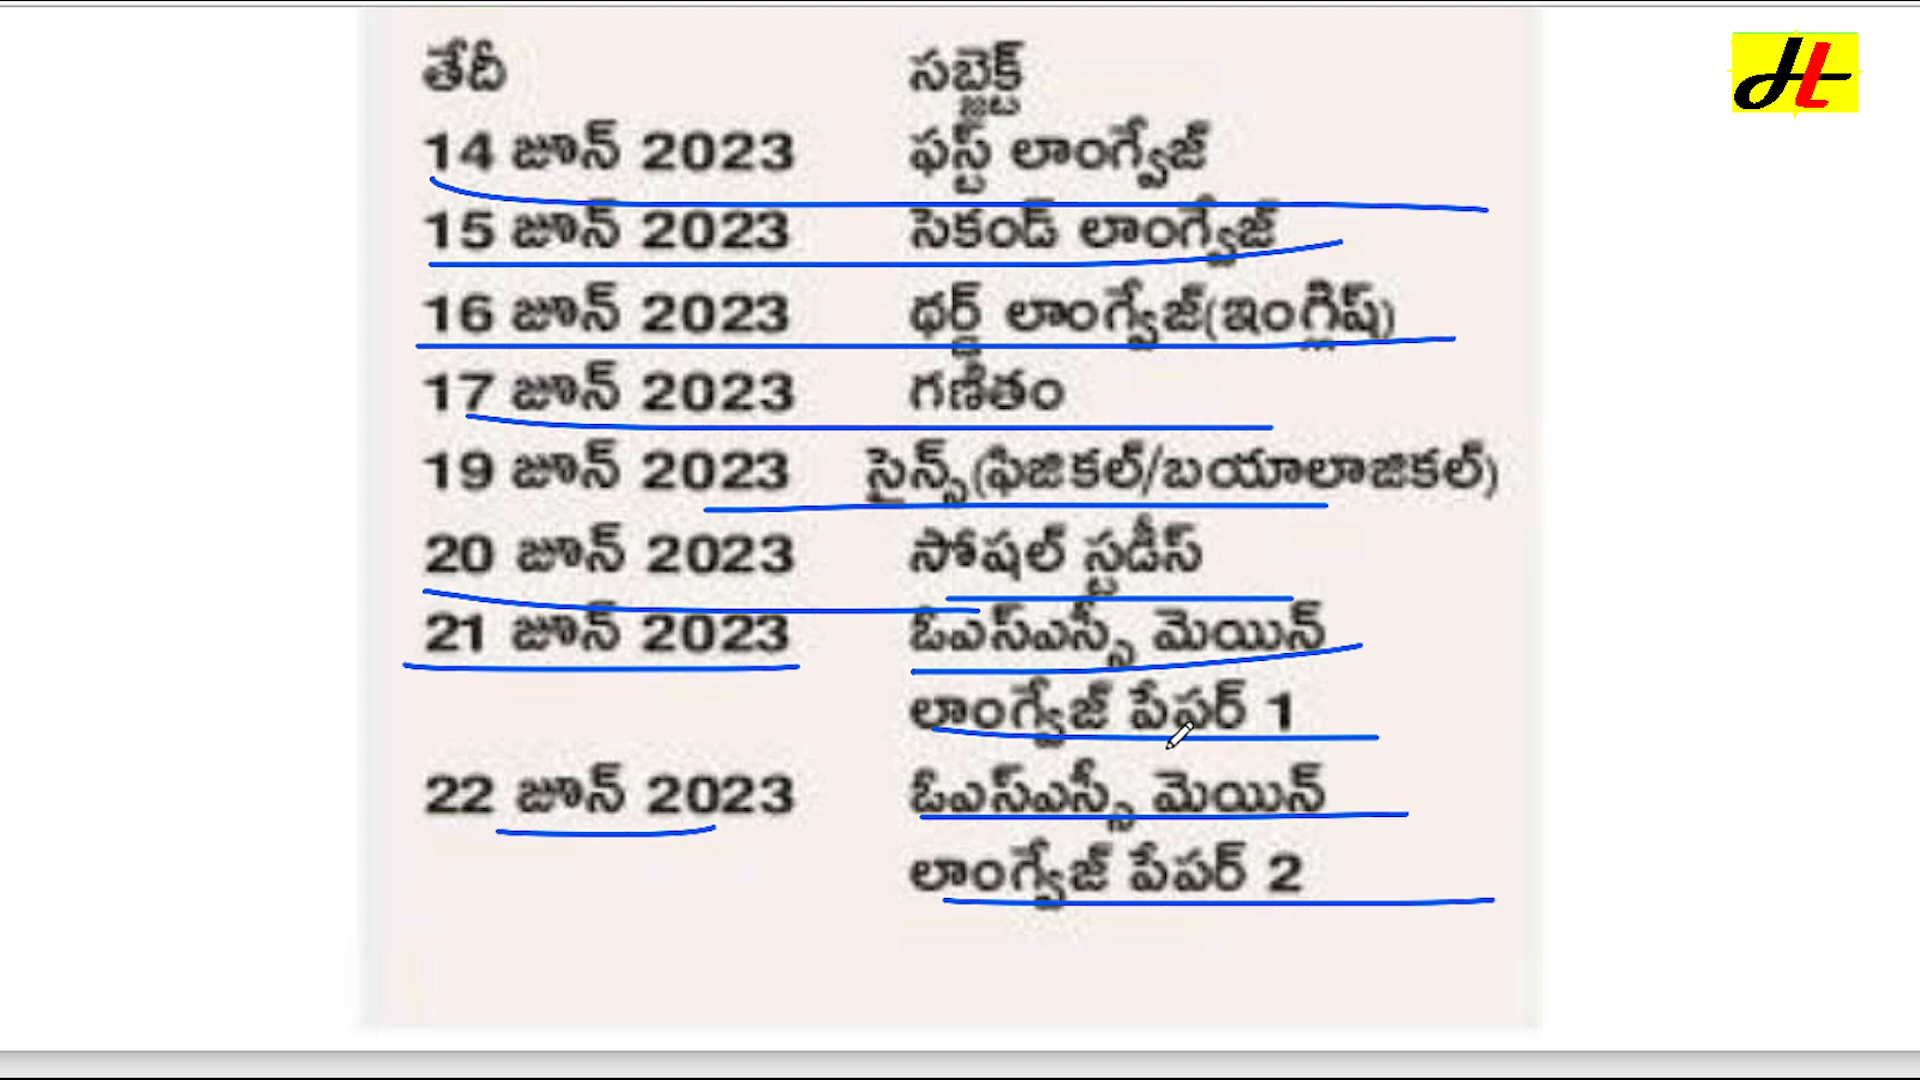 తేదీ సబ్జెక్ట్
14 జూన్ 2023 ఫస్ట్ లాంగ్వేజ్
15 జూన్ 2023 సెకండ్ లాంగ్వేజ్
16 జూన్ 2023 థర్డ్ లాంగ్వేజ్(ఇంగ్లిష్)
17 జూన్ 2023 గణితం
19 జూన్ 2023 సైన్స్(ఫిజికల్/బయాలాజికల్)
20 జూన్ 2023 సోషల్ స్టడీస్
21 జూన్ 2023 ఓఎస్ఎస్సీ మెయిన్
లాంగ్వేజ్ పేపర్ 1
22 జూన్ 2023 ఓఎస్ఎస్సీ మెయిన్
లాంగ్వేజ్ పేపర్ 2